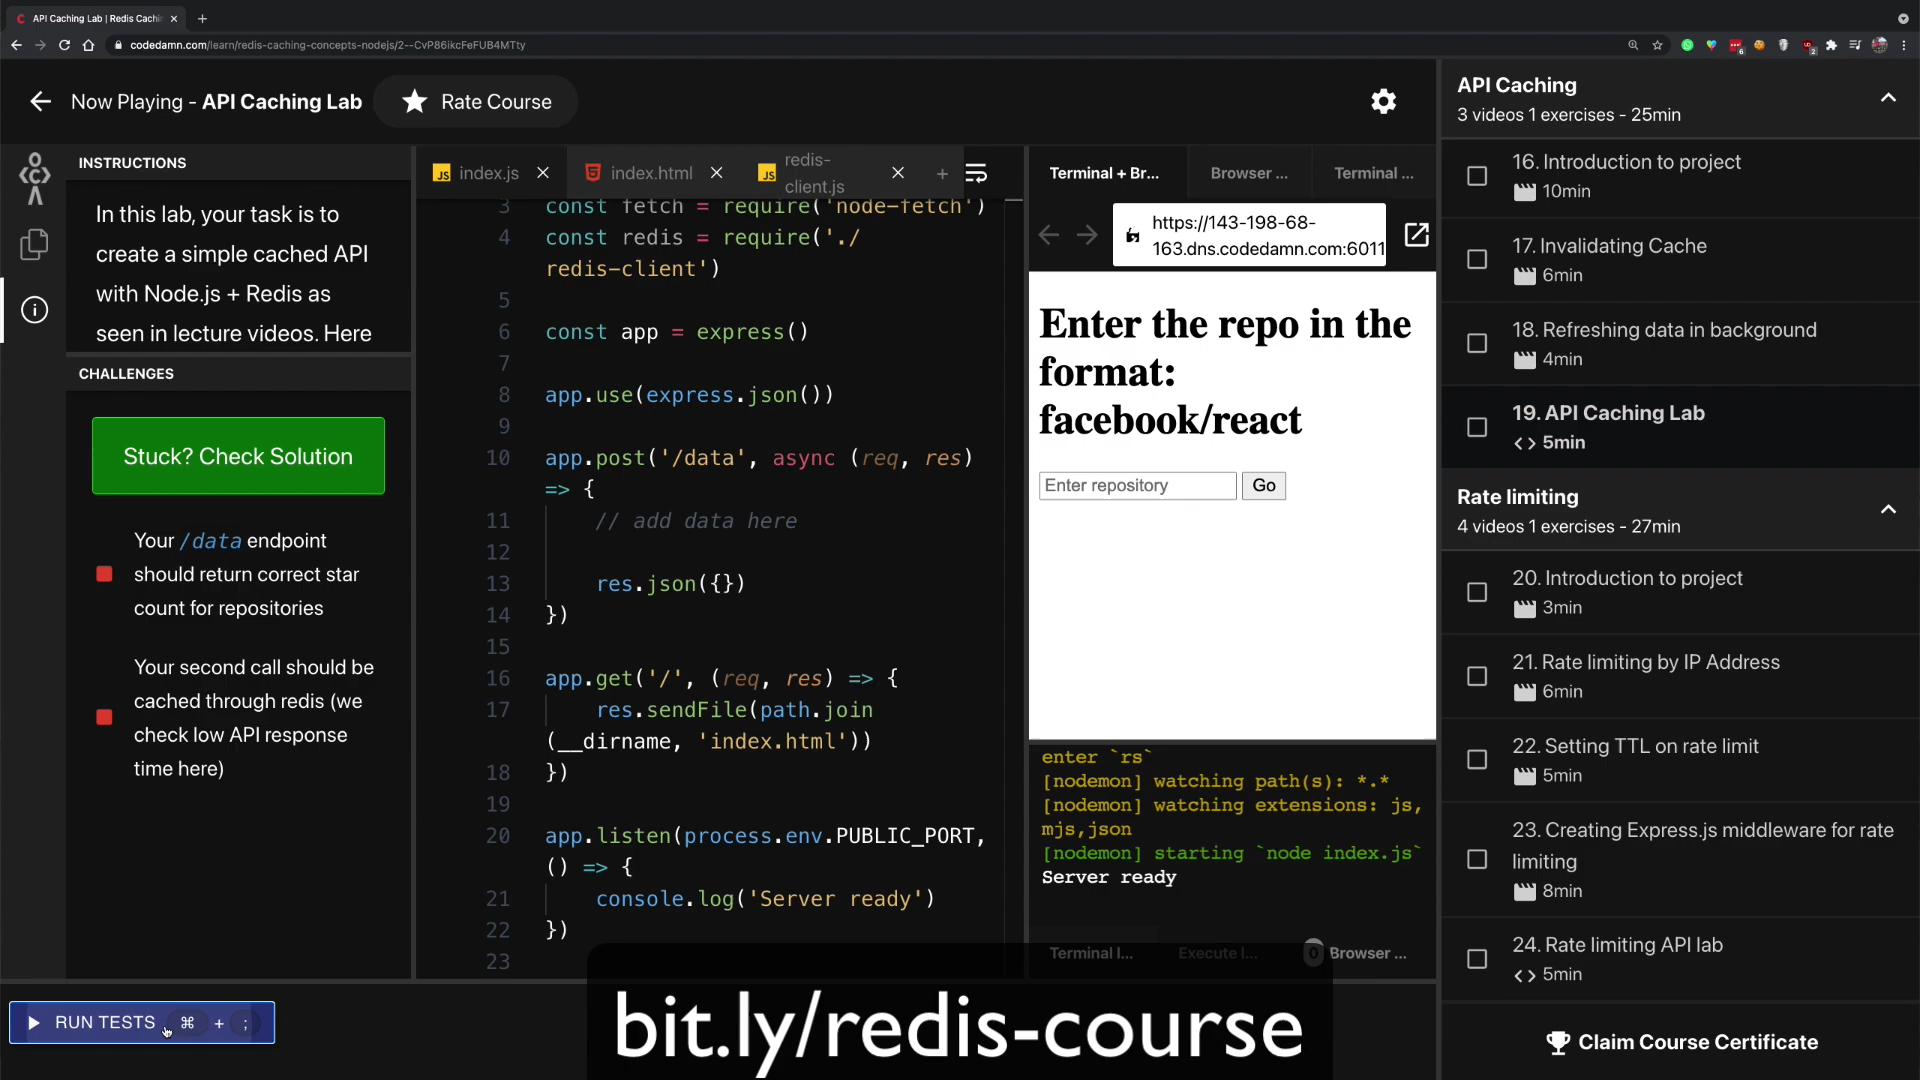 API Caching Lab | Redis Cachi
codedamn.com/learn/redis-caching-concepts-nodejs/2--CvP86ikcFeFUB4MTty
6
2
Now Playing - API Caching Lab
Rate Course
INSTRUCTIONS
In this lab, your task is to
create a simple cached API
with Node.js + Redis as
seen in lecture videos. Here
CHALLENGES
Stuck? Check Solution
Your /data endpoint
should return correct star
count for repositories
Your second call should be
cached through redis (we
check low API response
time here)
RUN TESTS ⌘ + ;
JS index.js
index.html
JS redis-
client.js
3 const fetch = require('node-fetch')
4 const redis = require('./
redis-client')
5
6 const app = express()
7
8 app.use(express.json())
9
10 app.post('/data', async (req, res)
=> {
11 // add data here
12
13 res.json({})
14 })
15
16 app.get('/', (req, res) => {
17 res.sendFile(path.join
(__dirname, 'index.html'))
18 })
19
20 app.listen(process.env.PUBLIC_PORT,
() => {
21 console.log('Server ready')
22 })
23
Terminal + Br...
Browser ...
Terminal ...
https://143-198-68-
163.dns.codedamn.com:6011
Enter the repo in the
format:
facebook/react
Enter repository
Go
enter `rs`
[nodemon] watching path(s): *.*
[nodemon] watching extensions: js,
mjs,json
[nodemon] starting `node index.js`
Server ready
Terminal I...
Execute I...
0 Browser ...
bit.ly/redis-course
API Caching
3 videos 1 exercises - 25min
16. Introduction to project
10min
17. Invalidating Cache
6min
18. Refreshing data in background
4min
19. API Caching Lab
<> 5min
Rate limiting
4 videos 1 exercises - 27min
20. Introduction to project
3min
21. Rate limiting by IP Address
6min
22. Setting TTL on rate limit
5min
23. Creating Express.js middleware for rate
limiting
8min
24. Rate limiting API lab
<> 5min
Claim Course Certificate